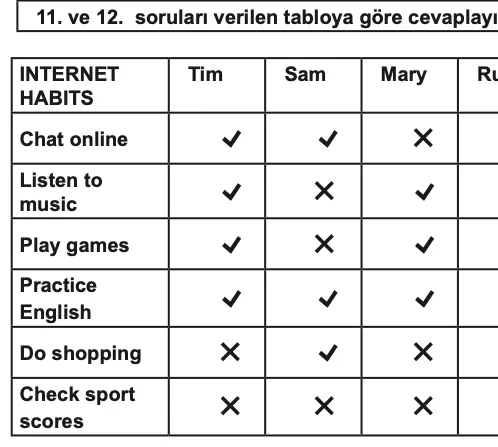 11. ve 12. soruları verilen tabloya göre cevaplayı
INTERNET HABITS Tim Sam Mary Ru
Chat online ✓ ✓ ✕
Listen to music ✓ ✕ ✓
Play games ✓ ✕ ✓
Practice English ✓ ✓ ✓
Do shopping ✕ ✓ ✕
Check sport scores ✕ ✕ ✕